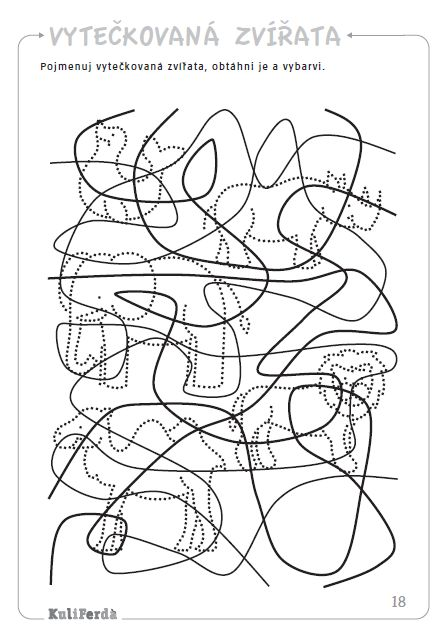 VYTEČKOVANÁ ZVÍŘATA
Pojmenuj vytečkovaná zvířata, obtáhni je a vybarvi.
18
KuliFerda